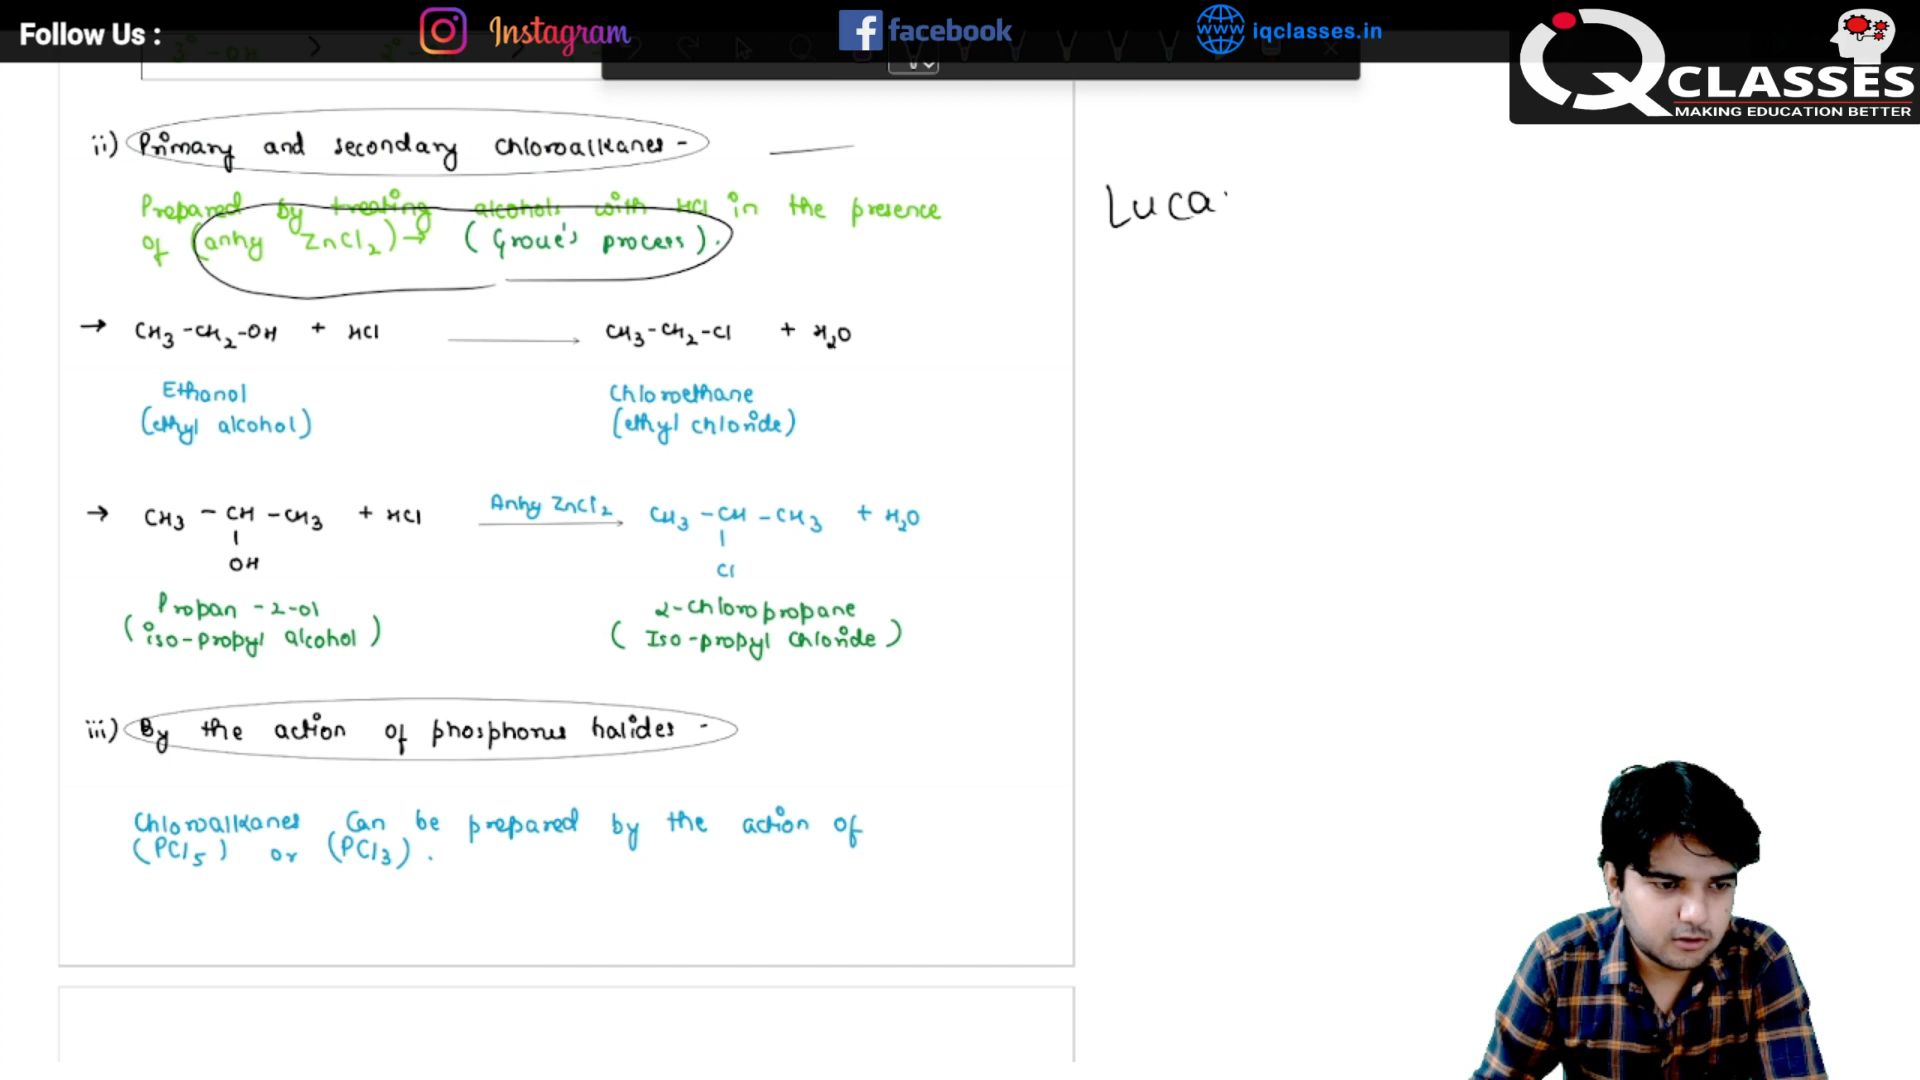 Follow Us :
Instagram
facebook
www
iqclasses.in
IQ CLASSES
MAKING EDUCATION BETTER
3° - OH >
ii) Primary and secondary Chloroalkanes -
Prepared by treating alcohols with HCl in the presence
of (anhy ZnCl2) → (Groue's process).
Luca
→ CH3-CH2-OH + HCl → CH3-CH2-Cl + H2O
Ethanol
(ethyl alcohol)
Chloroethane
(ethyl chloride)
→ CH3 - CH - CH3 + HCl Anhy ZnCl2 → CH3 - CH - CH3 + H2O
OH Cl
Propan -2-ol
(iso-propyl alcohol)
2-chloropropane
(Iso-propyl chloride)
iii) By the action of phosphorus halides -
Chloroalkanes can be prepared by the action of
(PCl5) or (PCl3).